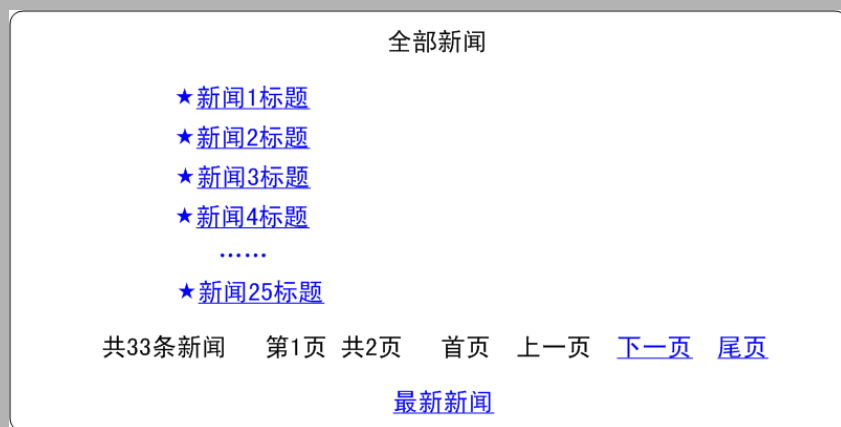 全部新闻
★新闻1标题
★新闻2标题
★新闻3标题
★新闻4标题
……
★新闻25标题
共33条新闻 第1页 共2页 首页 上一页 下一页 尾页
最新新闻